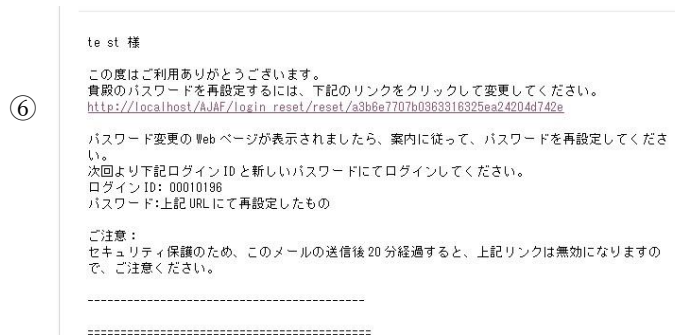 te st 様
この度はご利用ありがとうございます。
貴殿のパスワードを再設定するには、下記のリンクをクリックして変更してください。
⑥
http://localhost/AJAF/login_reset/reset/a3b6e7707b0363316325ea24204d742e
パスワード変更の Web ページが表示されましたら、案内に従って、パスワードを再設定してくださ
い。
次回より下記ログイン ID と新しいパスワードにてログインしてください。
ログイン ID: 00010196
パスワード:上記 URL にて再設定したもの
ご注意：
セキュリティ保護のため、このメールの送信後 20 分経過すると、上記リンクは無効になりますの
で、ご注意ください。
------------------------------------------
===========================================